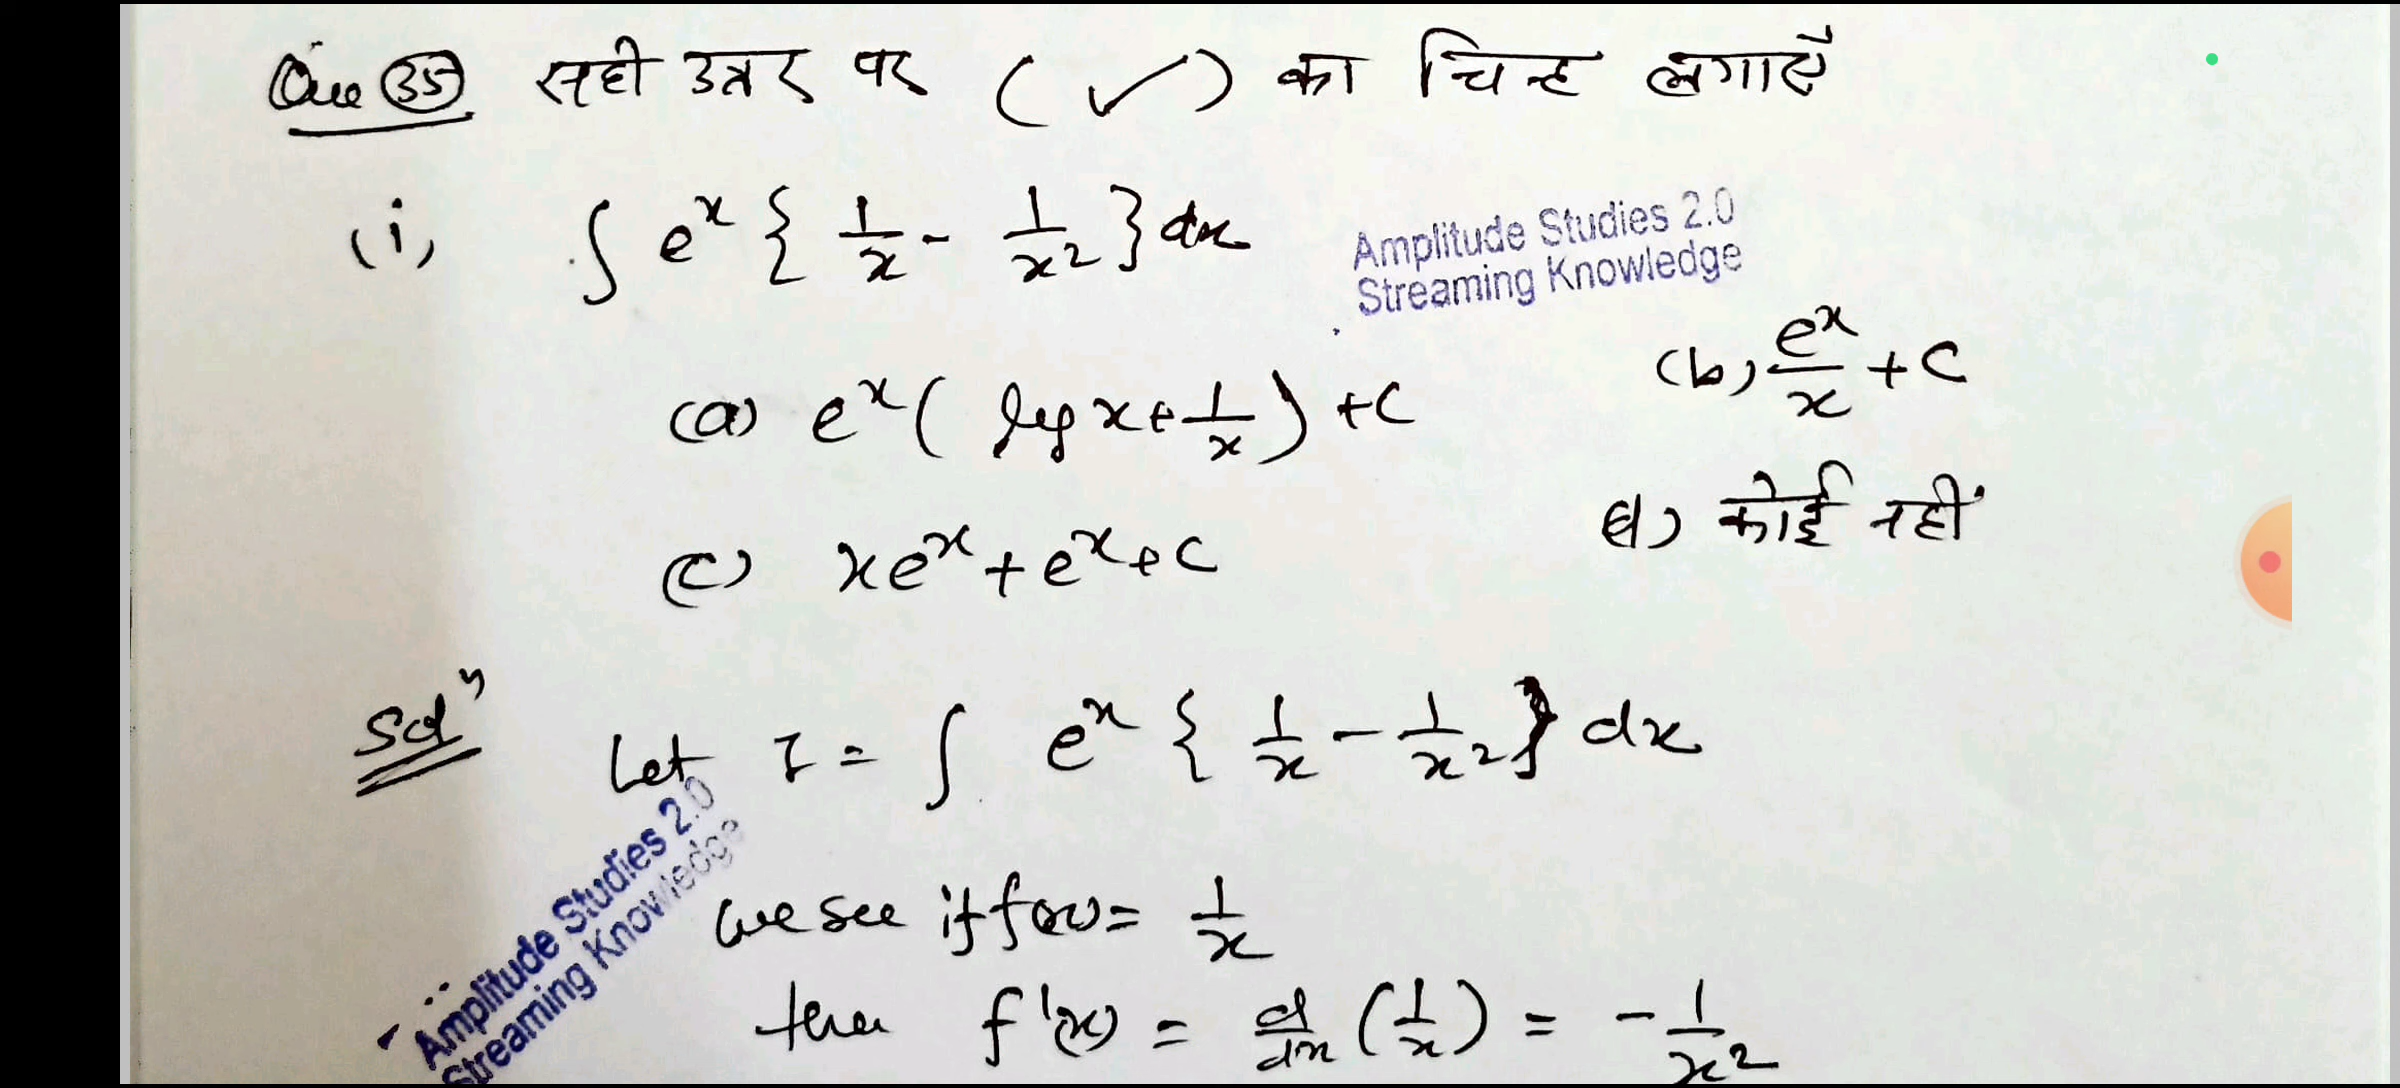 Que 35 सही उत्तर पर (✓) का चिन्ह लगाएँ
(i) ∫ eˣ { 1/x - 1/x² } dx
Amplitude Studies 2.0
Streaming Knowledge
(a) eˣ ( log x + 1/x ) + C
(b) eˣ/x + C
(c) xeˣ + eˣ + C
(d) कोई नहीं
Solⁿ
Let I = ∫ eˣ { 1/x - 1/x² } dx
Amplitude Studies 2.0
Streaming Knowledge
we see if f(x) = 1/x
then f'(x) = d/dx (1/x) = - 1/x²